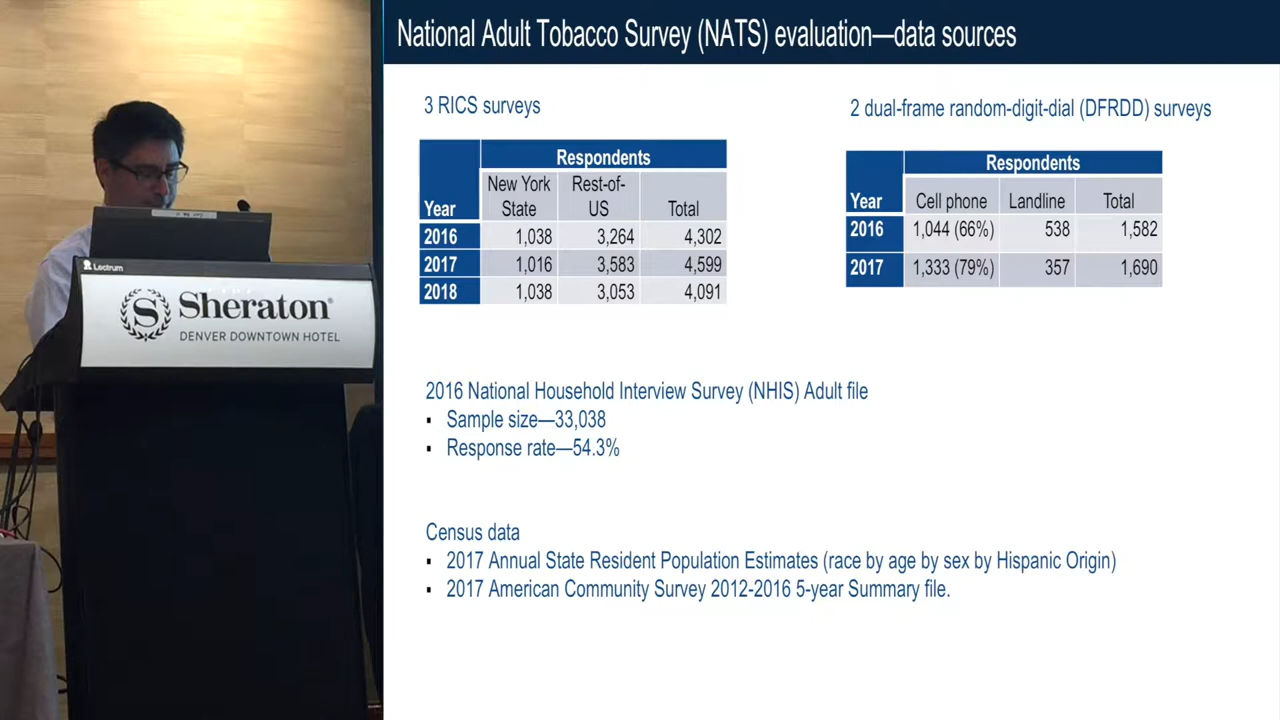 National Adult Tobacco Survey (NATS) evaluation—data sources
3 RICS surveys
Respondents
Year
New York State
Rest-of-US
Total
2016 1,038 3,264 4,302
2017 1,016 3,583 4,599
2018 1,038 3,053 4,091
2 dual-frame random-digit-dial (DFRDD) surveys
Respondents
Year Cell phone Landline Total
2016 1,044 (66%) 538 1,582
2017 1,333 (79%) 357 1,690
2016 National Household Interview Survey (NHIS) Adult file
▪ Sample size—33,038
▪ Response rate—54.3%
Census data
▪ 2017 Annual State Resident Population Estimates (race by age by sex by Hispanic Origin)
▪ 2017 American Community Survey 2012-2016 5-year Summary file.
Lectrum
S Sheraton®
DENVER DOWNTOWN HOTEL